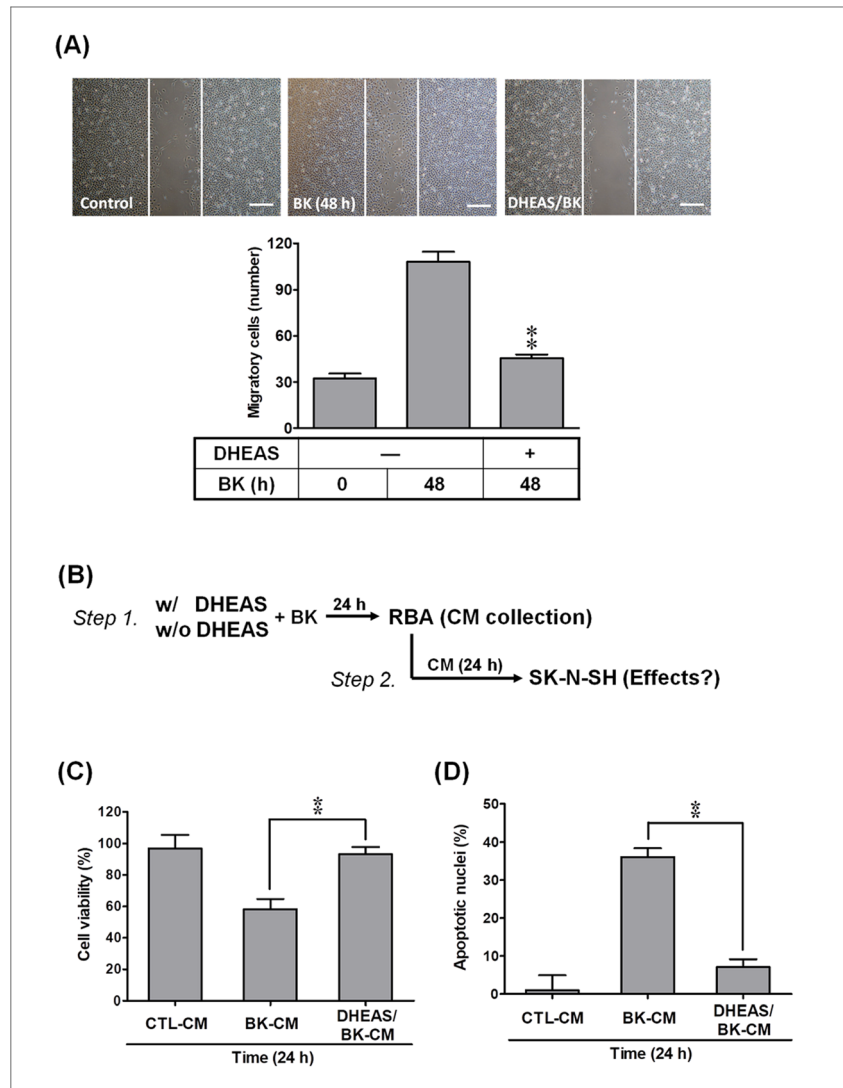 (A)
Control
BK (48 h)
DHEAS/BK
Migratory cells (number)
120
90
60
30
0
**
DHEAS — +
BK (h) 0 48 48
(B)
Step 1. w/ DHEAS
w/o DHEAS + BK 24 h RBA (CM collection)
Step 2. CM (24 h) SK-N-SH (Effects?)
(C)
Cell viability (%)
120
100
80
60
40
20
0
**
CTL-CM BK-CM DHEAS/
BK-CM
Time (24 h)
(D)
Apoptotic nuclei (%)
50
40
30
20
10
0
**
CTL-CM BK-CM DHEAS/
BK-CM
Time (24 h)